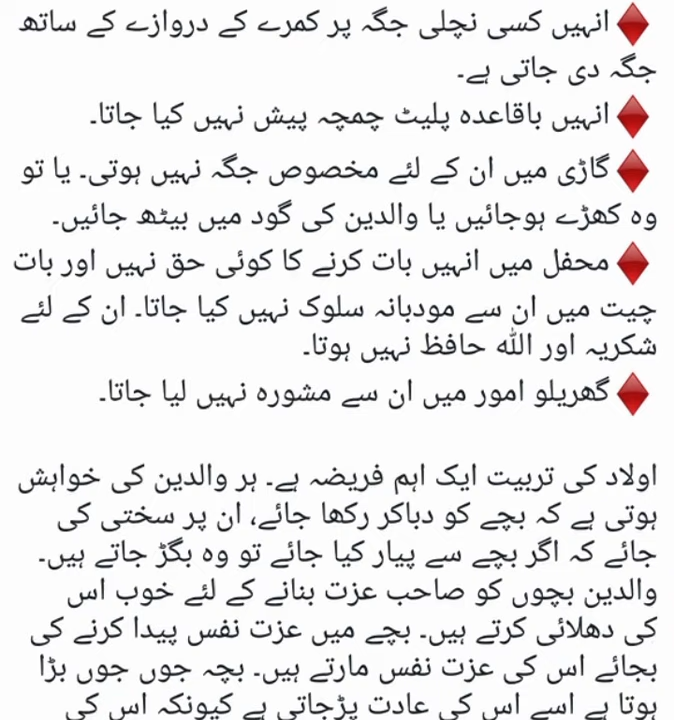 ♦️انہیں کسی نچلی جگہ پر کمرے کے دروازے کے ساتھ
جگہ دی جاتی ہے۔
♦️انہیں باقاعدہ پلیٹ چمچہ پیش نہیں کیا جاتا۔
♦️گاڑی میں ان کے لئے مخصوص جگہ نہیں ہوتی۔ یا تو
وہ کھڑے ہوجائیں یا والدین کی گود میں بیٹھ جائیں۔
♦️محفل میں انہیں بات کرنے کا کوئی حق نہیں اور بات
چیت میں ان سے مودبانہ سلوک نہیں کیا جاتا۔ ان کے لئے
شکریہ اور اللّٰہ حافظ نہیں ہوتا۔
♦️گھریلو امور میں ان سے مشورہ نہیں لیا جاتا۔
اولاد کی تربیت ایک اہم فریضہ ہے۔ ہر والدین کی خواہش
ہوتی ہے کہ بچے کو دباکر رکھا جائے، ان پر سختی کی
جائے کہ اگر بچے سے پیار کیا جائے تو وہ بگڑ جاتے ہیں۔
والدین بچوں کو صاحب عزت بنانے کے لئے خوب اس
کی دھلائی کرتے ہیں۔ بچے میں عزت نفس پیدا کرنے کی
بجائے اس کی عزت نفس مارتے ہیں۔ بچہ جوں جوں بڑا
ہوتا ہے اسے اس کی عادت پڑجاتی ہے کیونکہ اس کی